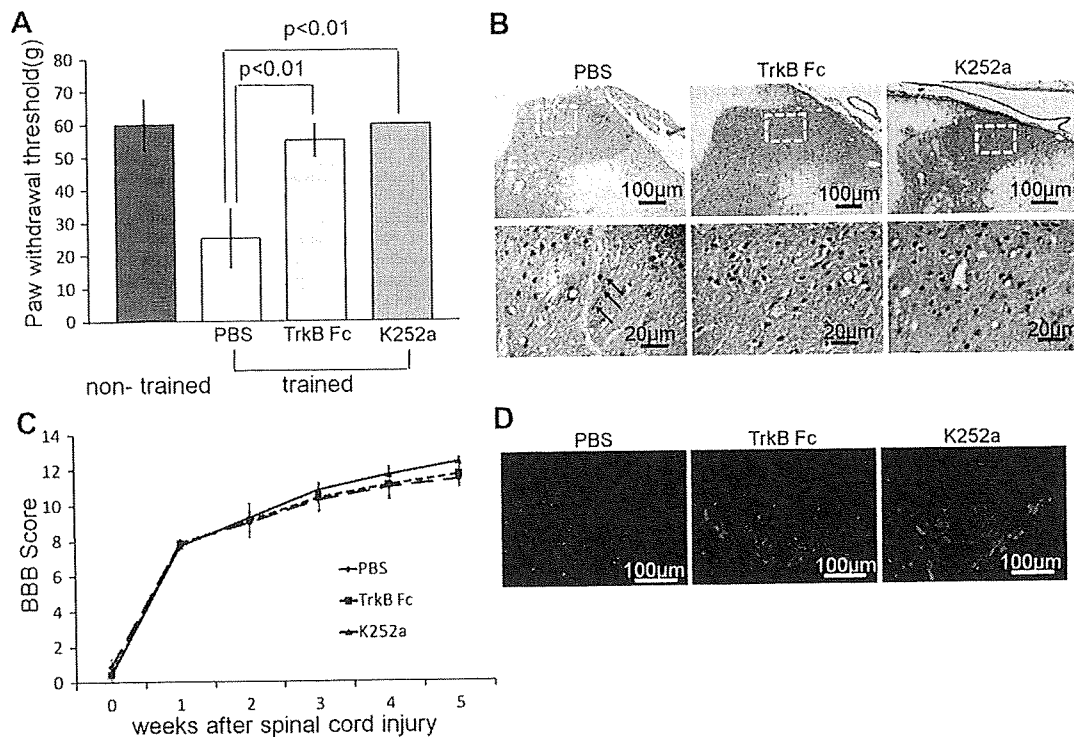 A
p<0.01
p<0.01
Paw withdrawal threshold(g)
80
70
60
50
40
30
20
10
0
PBS TrkB Fc K252a
non- trained trained
B
PBS TrkB Fc K252a
100µm 100µm 100µm
20µm 20µm 20µm
C
BBB Score
14
12
10
8
6
4
2
0
PBS
TrkB Fc
K252a
0 1 2 3 4 5
weeks after spinal cord injury
D
PBS TrkB Fc K252a
100µm 100µm 100µm